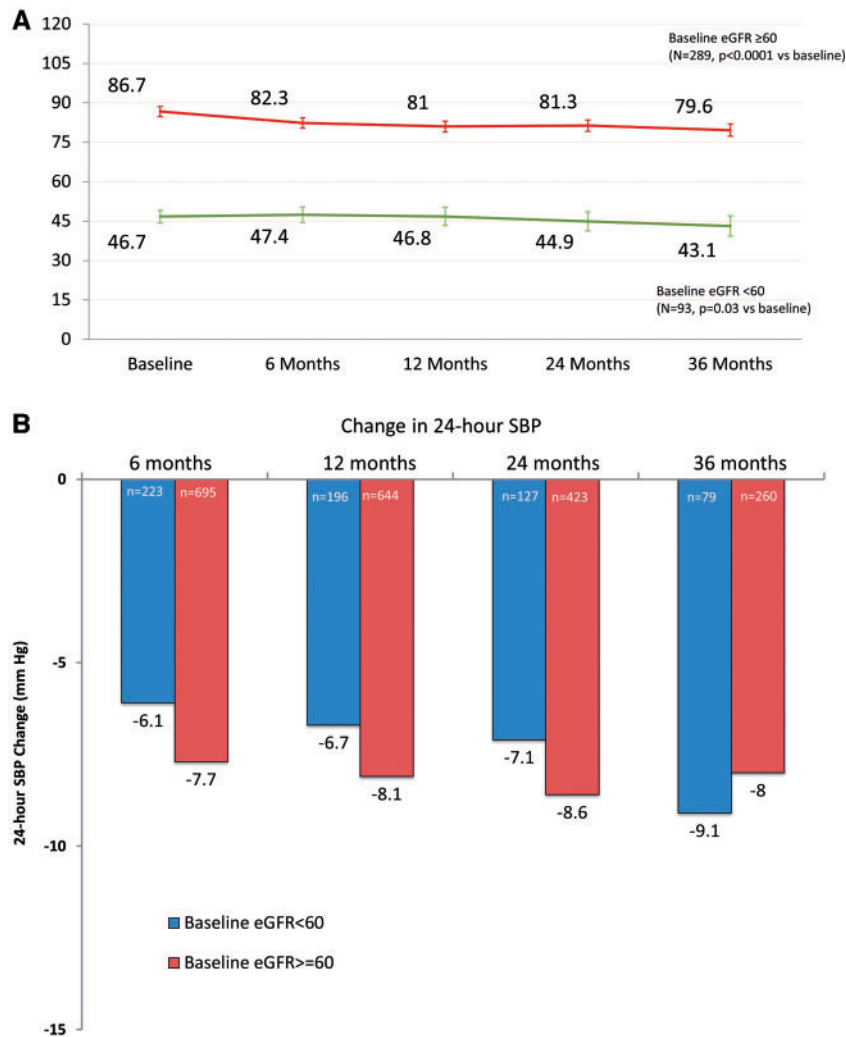 A
120
105
90
75
60
45
30
15
0
Baseline eGFR ≥60
(N=289, p<0.0001 vs baseline)
86.7
82.3
81
81.3
79.6
46.7
47.4
46.8
44.9
43.1
Baseline eGFR <60
(N=93, p=0.03 vs baseline)
Baseline
6 Months
12 Months
24 Months
36 Months
B
Change in 24-hour SBP
6 months
12 months
24 months
36 months
0
-5
-10
-15
24-hour SBP Change (mm Hg)
n=223
n=695
n=196
n=644
n=127
n=423
n=79
n=260
-6.1
-7.7
-6.7
-8.1
-7.1
-8.6
-9.1
-8
Baseline eGFR<60
Baseline eGFR>=60